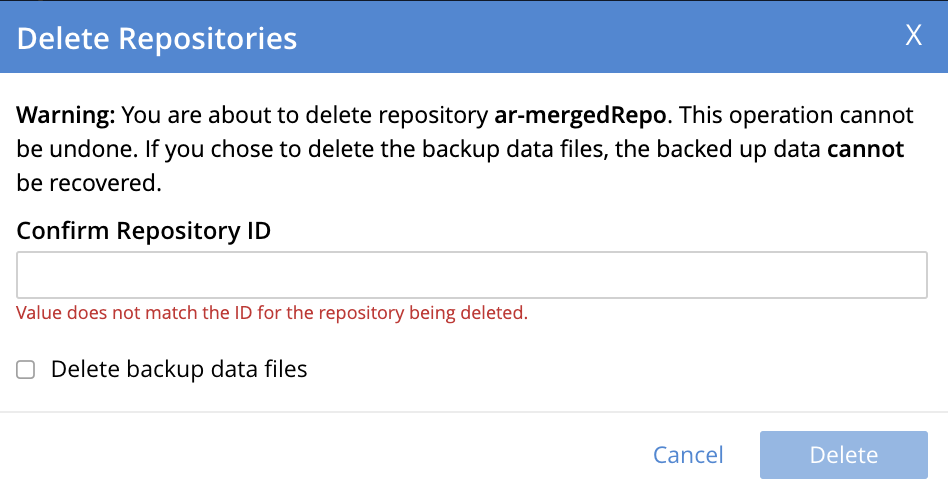 Delete Repositories
X
Warning: You are about to delete repository ar-mergedRepo. This operation cannot
be undone. If you chose to delete the backup data files, the backed up data cannot
be recovered.
Confirm Repository ID
Value does not match the ID for the repository being deleted.
Delete backup data files
Cancel
Delete